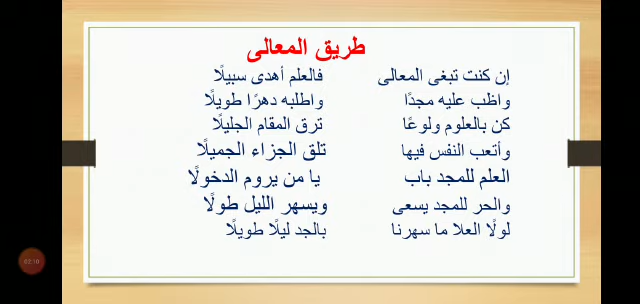 طريق المعالى
إن كنت تبغى المعالى فالعلم أهدى سبيلًا
واظب عليه مجدًا واطلبه دهرًا طويلًا
كن بالعلوم ولوعًا ترق المقام الجليلًا
وأتعب النفس فيها تلق الجزاء الجميلًا
العلم للمجد باب يا من يروم الدخولًا
والحر للمجد يسعى ويسهر الليل طولًا
لولًا العلا ما سهرنا بالجد ليلًا طويلًا
02:10